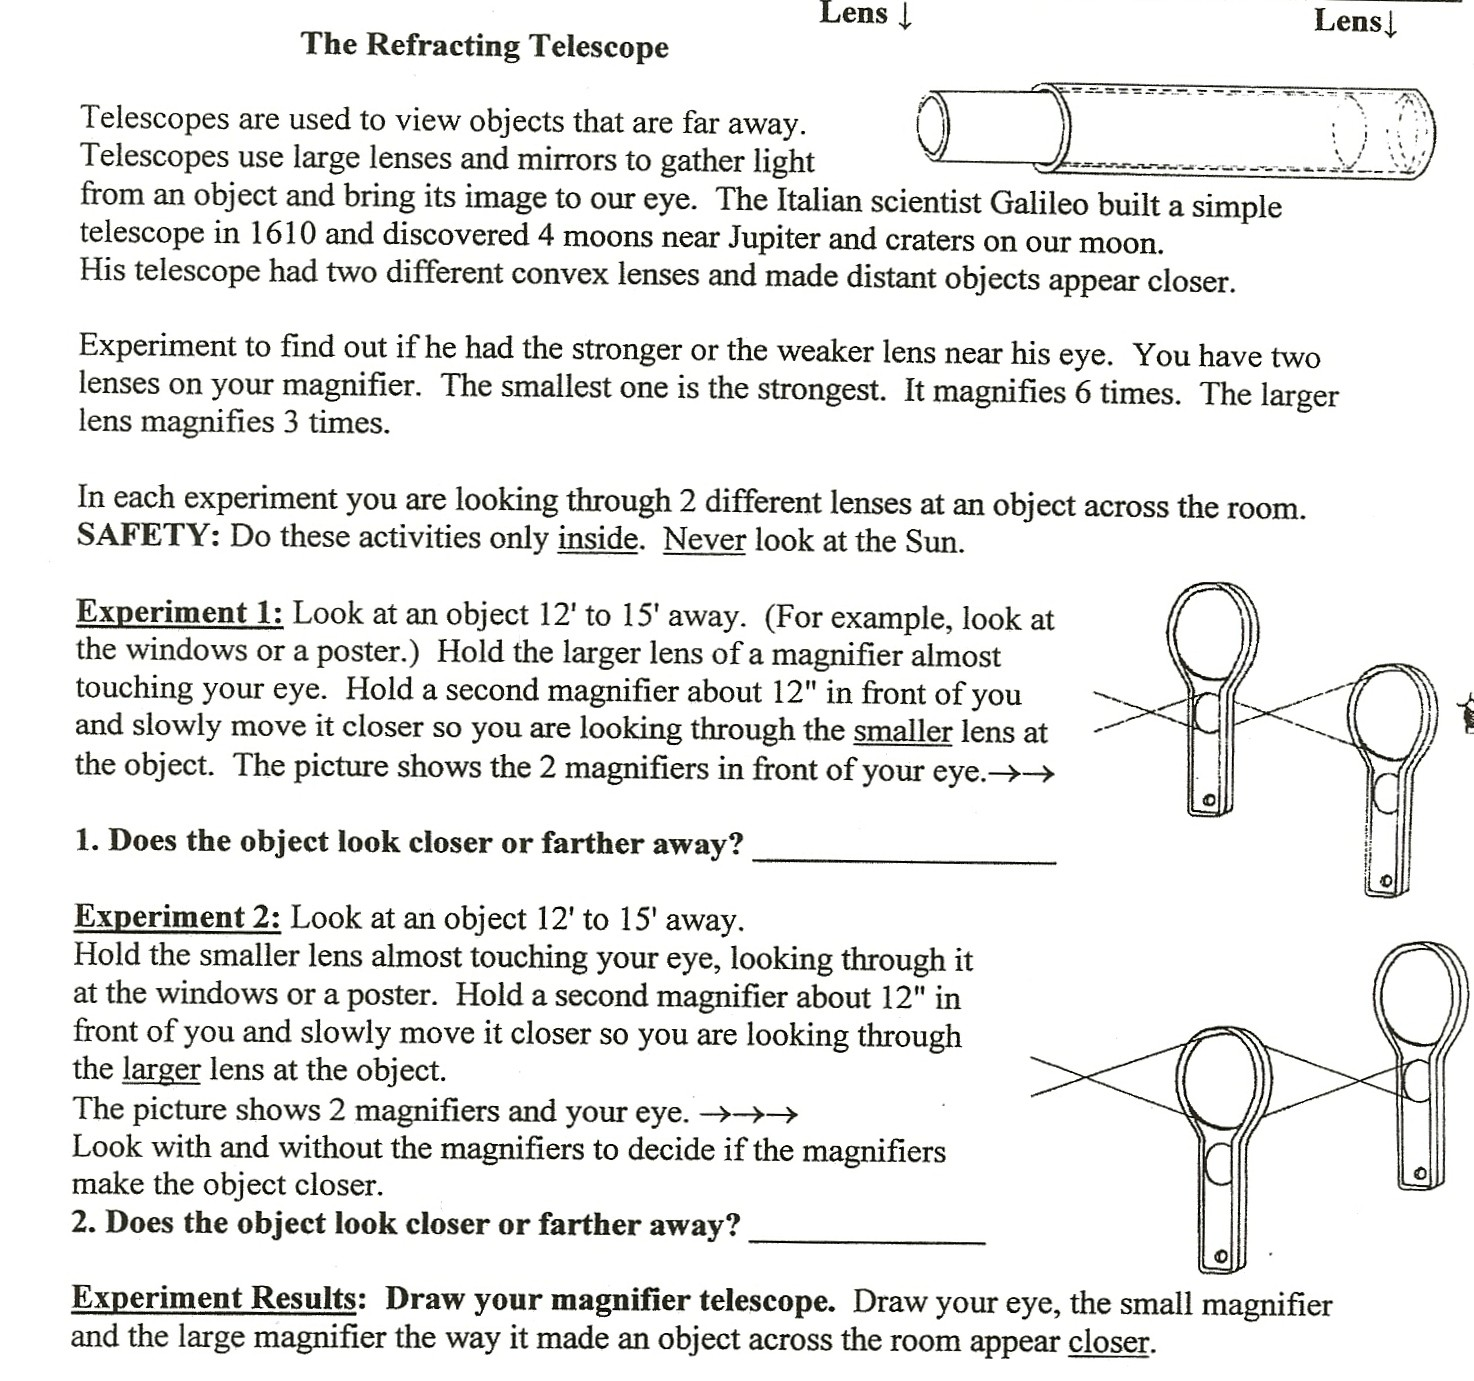 Lens ↓
Lens↓
The Refracting Telescope
Telescopes are used to view objects that are far away.
Telescopes use large lenses and mirrors to gather light
from an object and bring its image to our eye. The Italian scientist Galileo built a simple
telescope in 1610 and discovered 4 moons near Jupiter and craters on our moon.
His telescope had two different convex lenses and made distant objects appear closer.
Experiment to find out if he had the stronger or the weaker lens near his eye. You have two
lenses on your magnifier. The smallest one is the strongest. It magnifies 6 times. The larger
lens magnifies 3 times.
In each experiment you are looking through 2 different lenses at an object across the room.
SAFETY: Do these activities only inside. Never look at the Sun.
Experiment 1: Look at an object 12' to 15' away. (For example, look at
the windows or a poster.) Hold the larger lens of a magnifier almost
touching your eye. Hold a second magnifier about 12" in front of you
and slowly move it closer so you are looking through the smaller lens at
the object. The picture shows the 2 magnifiers in front of your eye.→→
1. Does the object look closer or farther away? ____________________
Experiment 2: Look at an object 12' to 15' away.
Hold the smaller lens almost touching your eye, looking through it
at the windows or a poster. Hold a second magnifier about 12" in
front of you and slowly move it closer so you are looking through
the larger lens at the object.
The picture shows 2 magnifiers and your eye. →→→
Look with and without the magnifiers to decide if the magnifiers
make the object closer.
2. Does the object look closer or farther away? ________________
Experiment Results: Draw your magnifier telescope. Draw your eye, the small magnifier
and the large magnifier the way it made an object across the room appear closer.